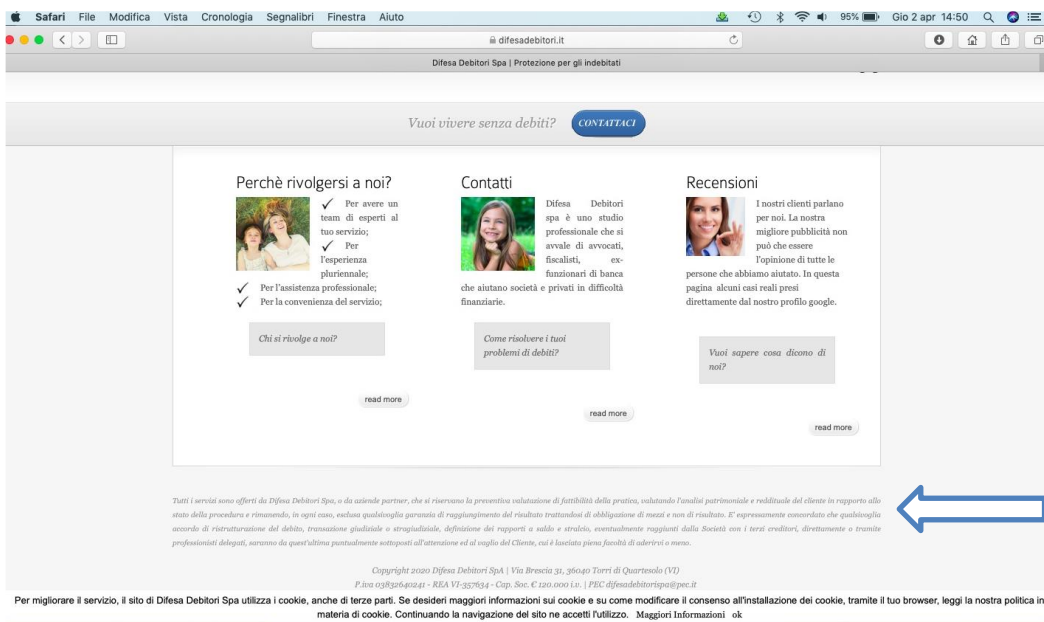 Safari File Modifica Vista Cronologia Segnalibri Finestra Aiuto 95% Gio 2 apr 14:50
difesadebitori.it
Difesa Debitori Spa | Protezione per gli indebitati
Vuoi vivere senza debiti? CONTATTACI
Perchè rivolgersi a noi?
Per avere un
team di esperti al
tuo servizio;
Per
l'esperienza
pluriennale;
Per l'assistenza professionale;
Per la convenienza del servizio;
Chi si rivolge a noi?
read more
Contatti
Difesa Debitori
spa è uno studio
professionale che si
avvale di avvocati,
fiscalisti, ex-
funzionari di banca
che aiutano società e privati in difficoltà
finanziarie.
Come risolvere i tuoi
problemi di debiti?
read more
Recensioni
I nostri clienti parlano
per noi. La nostra
migliore pubblicità non
può che essere
l'opinione di tutte le
persone che abbiamo aiutato. In questa
pagina alcuni casi reali presi
direttamente dal nostro profilo google.
Vuoi sapere cosa dicono di
noi?
read more
Tutti i servizi sono offerti da Difesa Debitori Spa, o da aziende partner, che si riservano la preventiva valutazione di fattibilità della pratica, valutando l'analisi patrimoniale e reddituale del cliente in rapporto allo
stato della procedura e rimanendo, in ogni caso, esclusa qualsivoglia garanzia di raggiungimento del risultato trattandosi di obbligazione di mezzi e non di risultato. E' espressamente concordato che qualsivoglia
accordo di ristrutturazione del debito, transazione giudiziale o stragiudiziale, definizione dei rapporti a saldo e stralcio, eventualmente raggiunti dalla Società con i terzi creditori, direttamente o tramite
professionisti delegati, saranno da quest'ultima puntualmente sottoposti all'attenzione ed al vaglio del Cliente, cui è lasciata piena facoltà di aderirvi o meno.
Copyright 2020 Difesa Debitori SpA | Via Brescia 31, 36040 Torri di Quartesolo (VI)
P.iva 03832640241 - REA VI-357634 - Cap. Soc. € 120.000 i.v. | PEC difesadebitorispa@pec.it
Per migliorare il servizio, il sito di Difesa Debitori Spa utilizza i cookie, anche di terze parti. Se desideri maggiori informazioni sui cookie e su come modificare il consenso all'installazione dei cookie, tramite il tuo browser, leggi la nostra politica in
materia di cookie. Continuando la navigazione del sito ne accetti l'utilizzo. Maggiori Informazioni ok